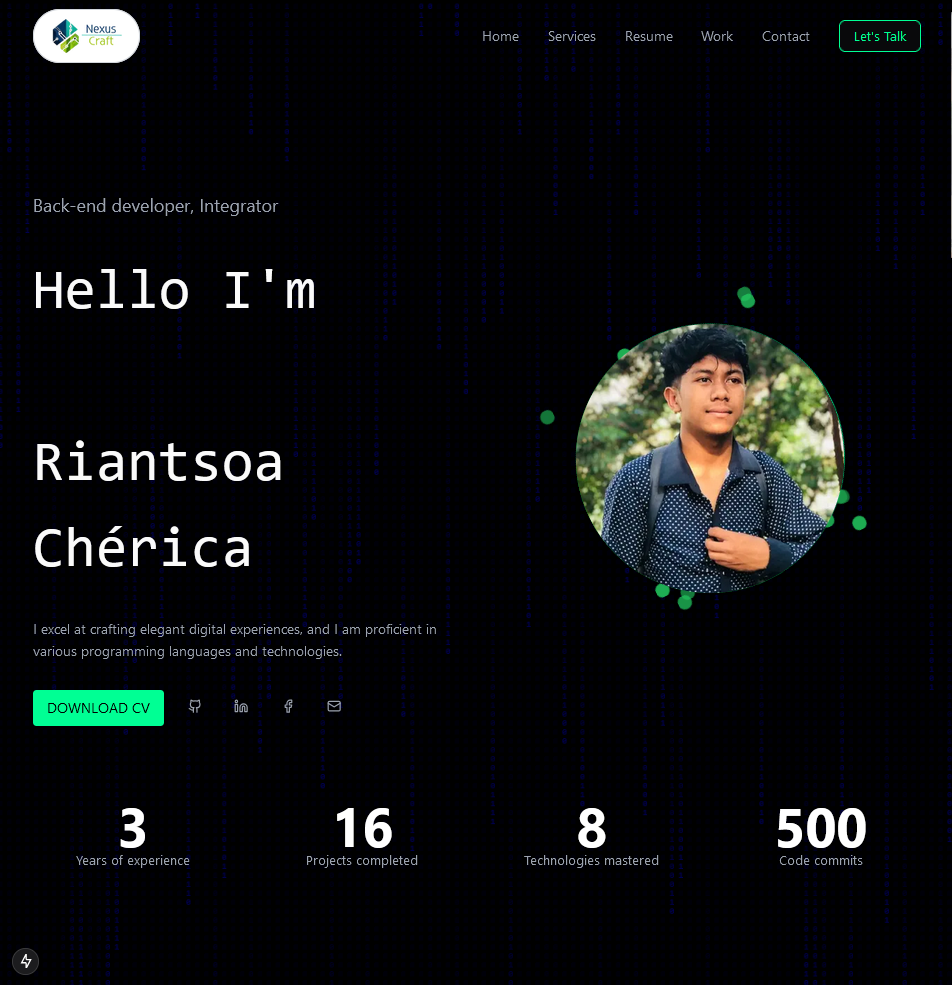 Nexus
Craft
Home Services Resume Work Contact Let's Talk
Back-end developer, Integrator
Hello I'm
Riantsoa
Chérica
I excel at crafting elegant digital experiences, and I am proficient in
various programming languages and technologies.
DOWNLOAD CV
3 16 8 500
Years of experience Projects completed Technologies mastered Code commits